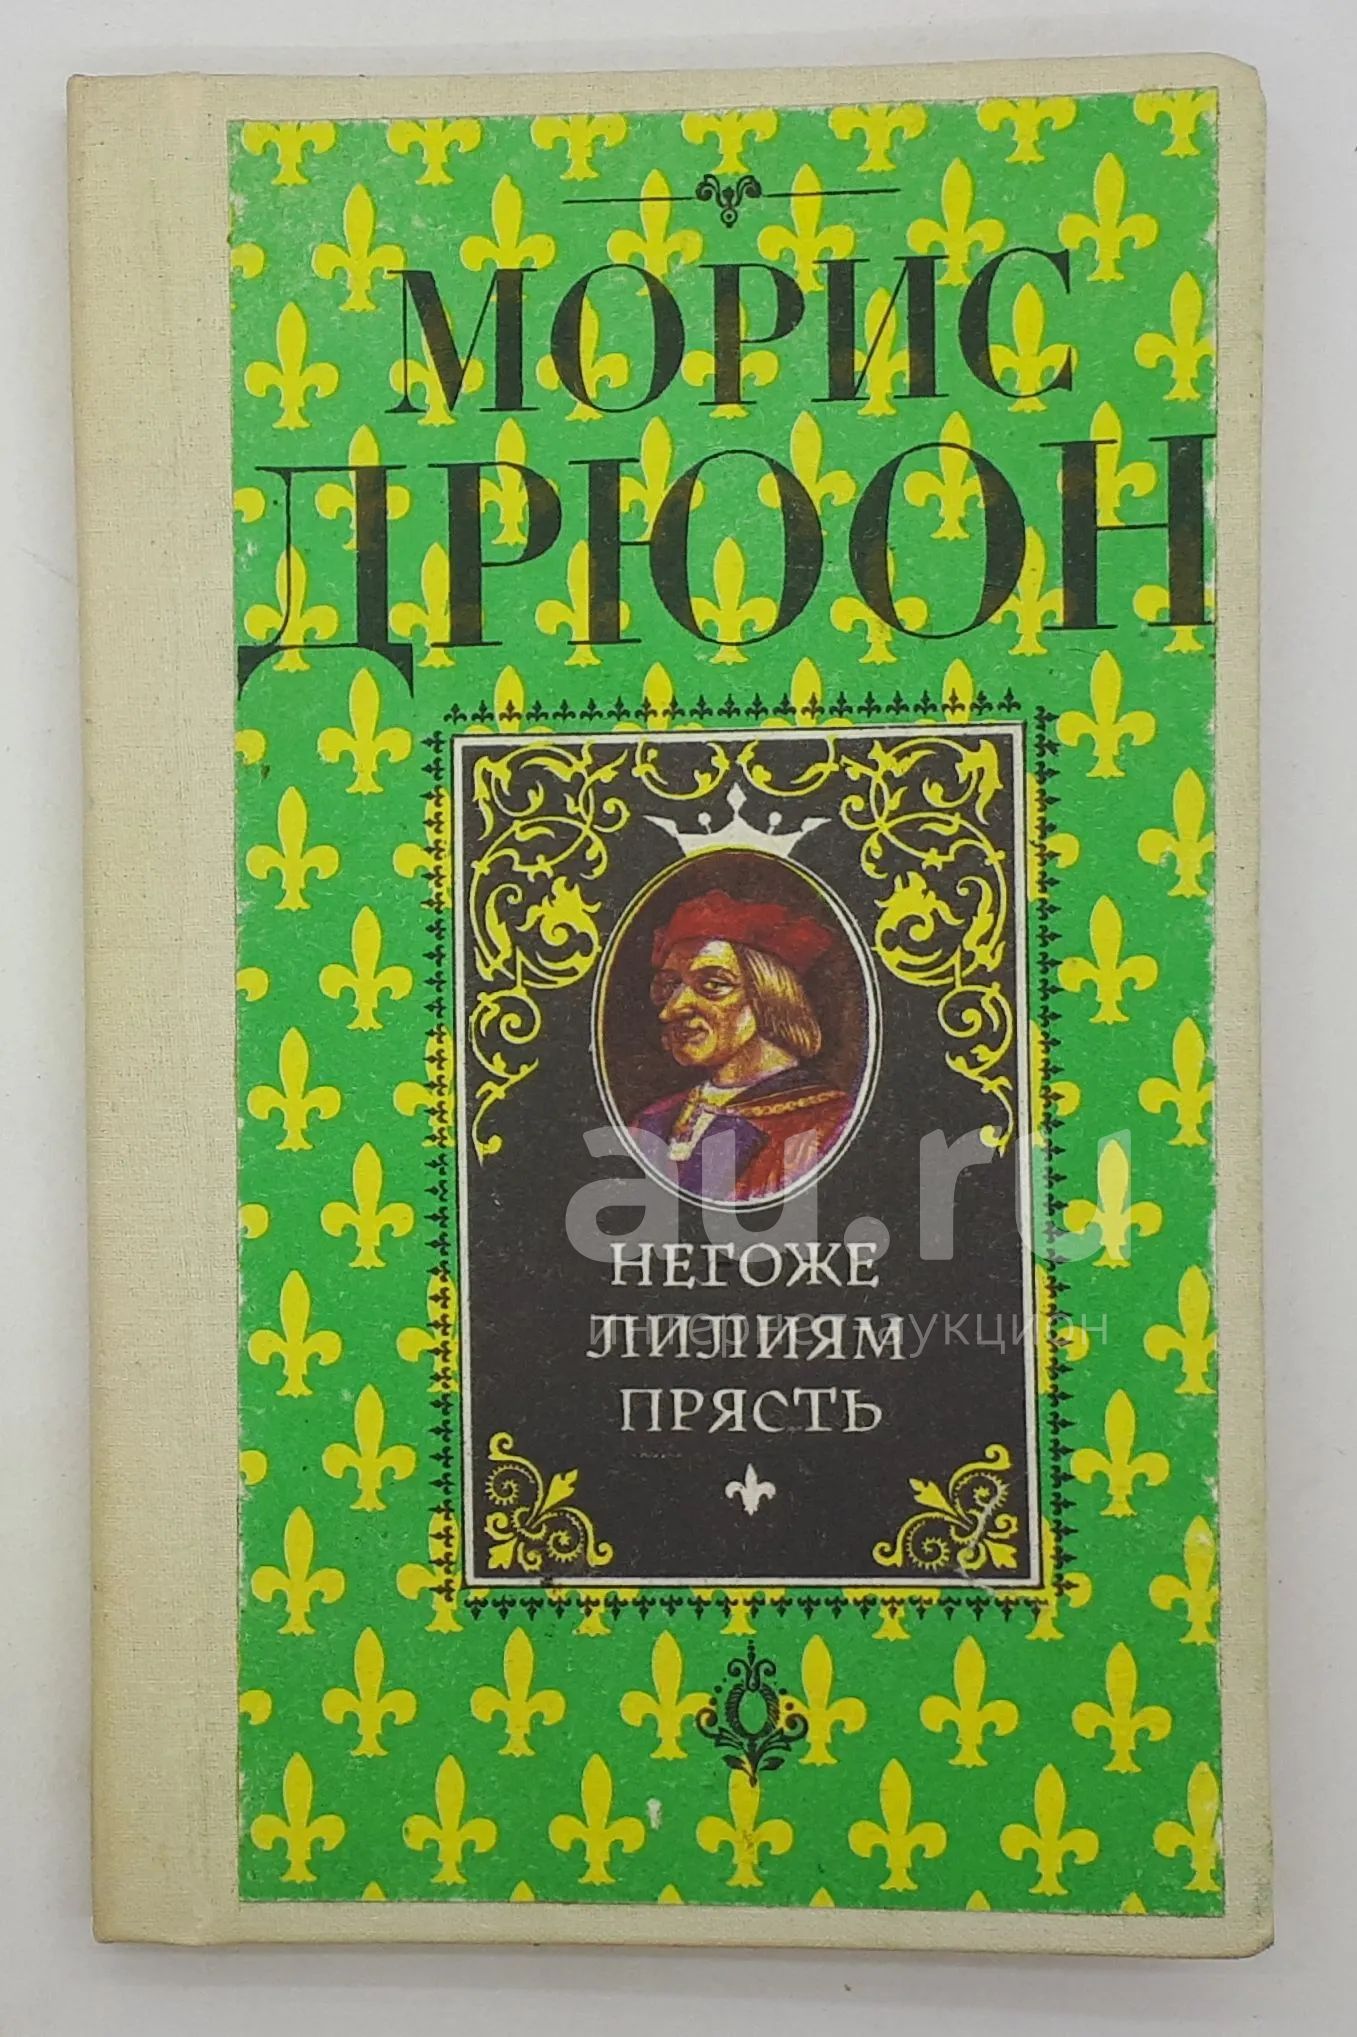 МОРИС
ДРЮОН
au.ru
НЕГОЖЕ
интернет-аукцион
ЛИЛИЯМ
ПРЯСТЬ